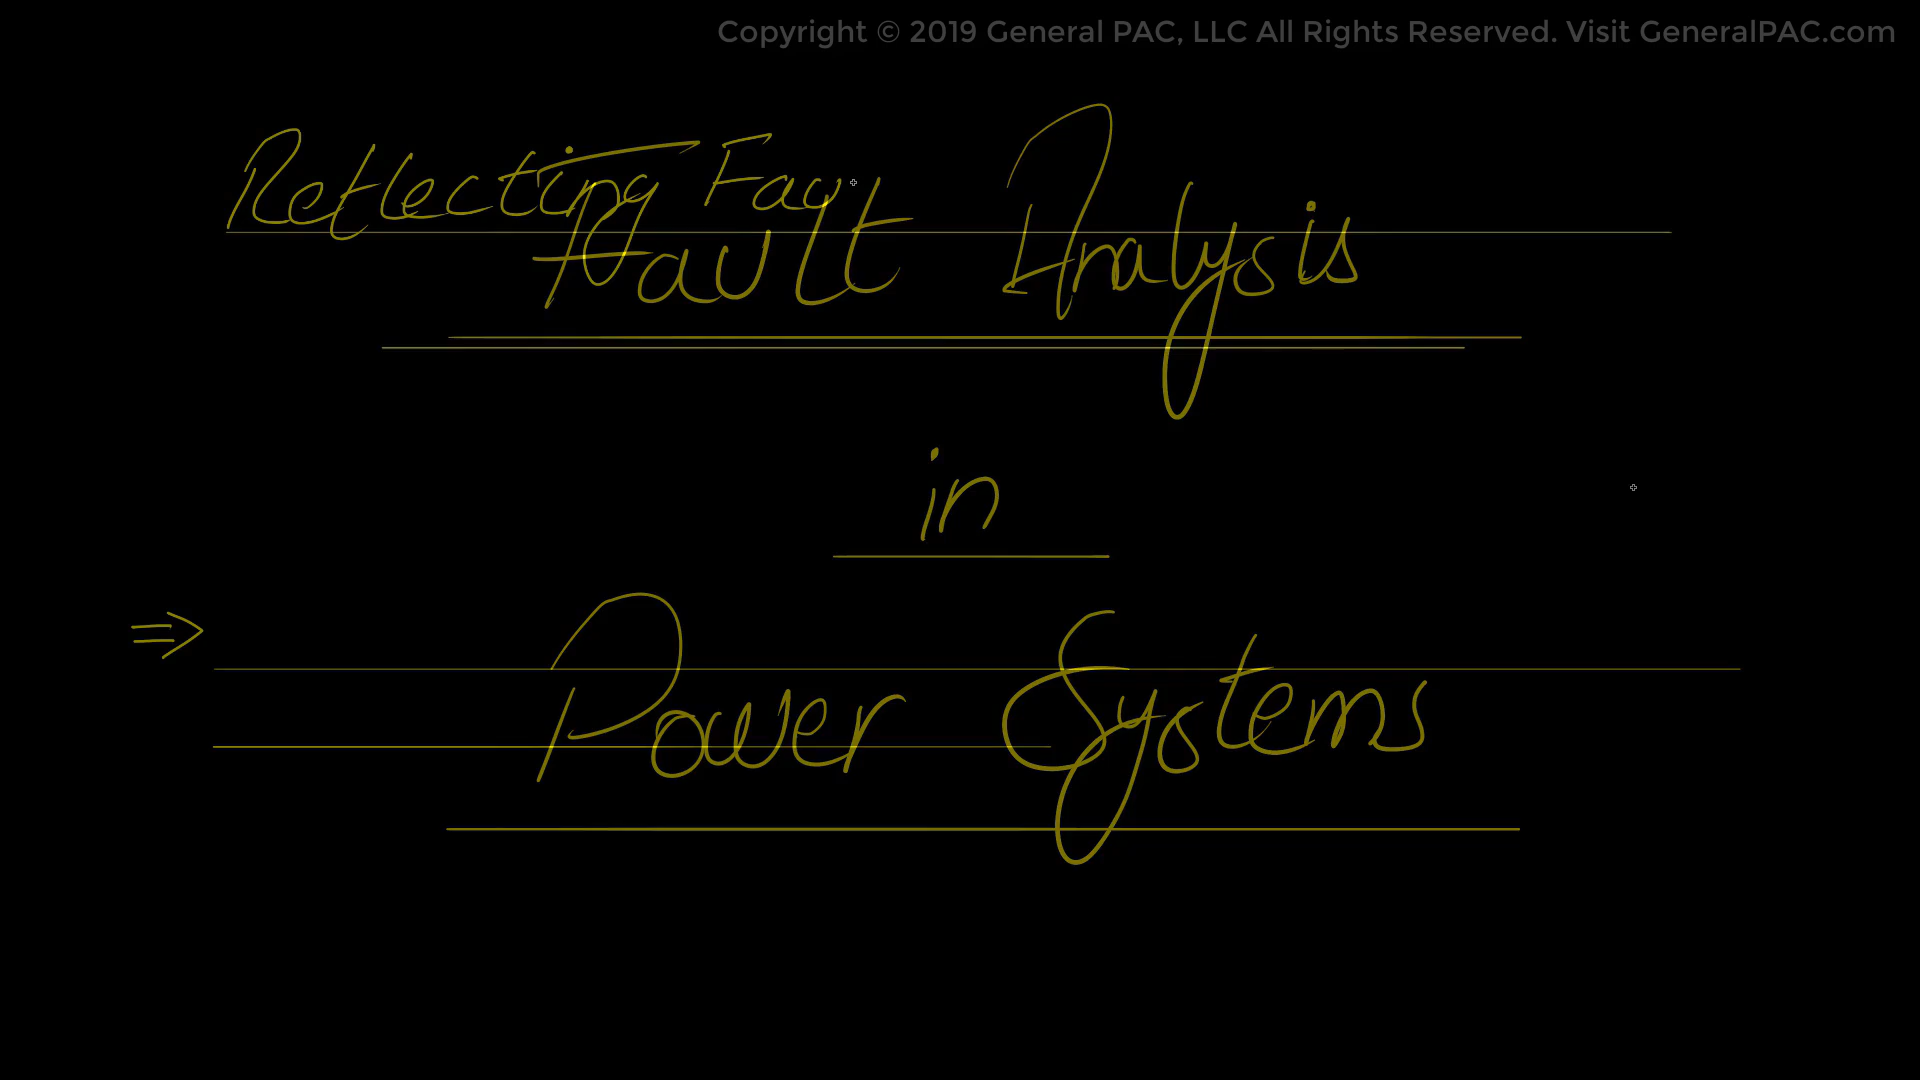 Copyright © 2019 General PAC, LLC All Rights Reserved. Visit GeneralPAC.com
Reflecting Fau
Fault Analysis
in
⇒
Power Systems